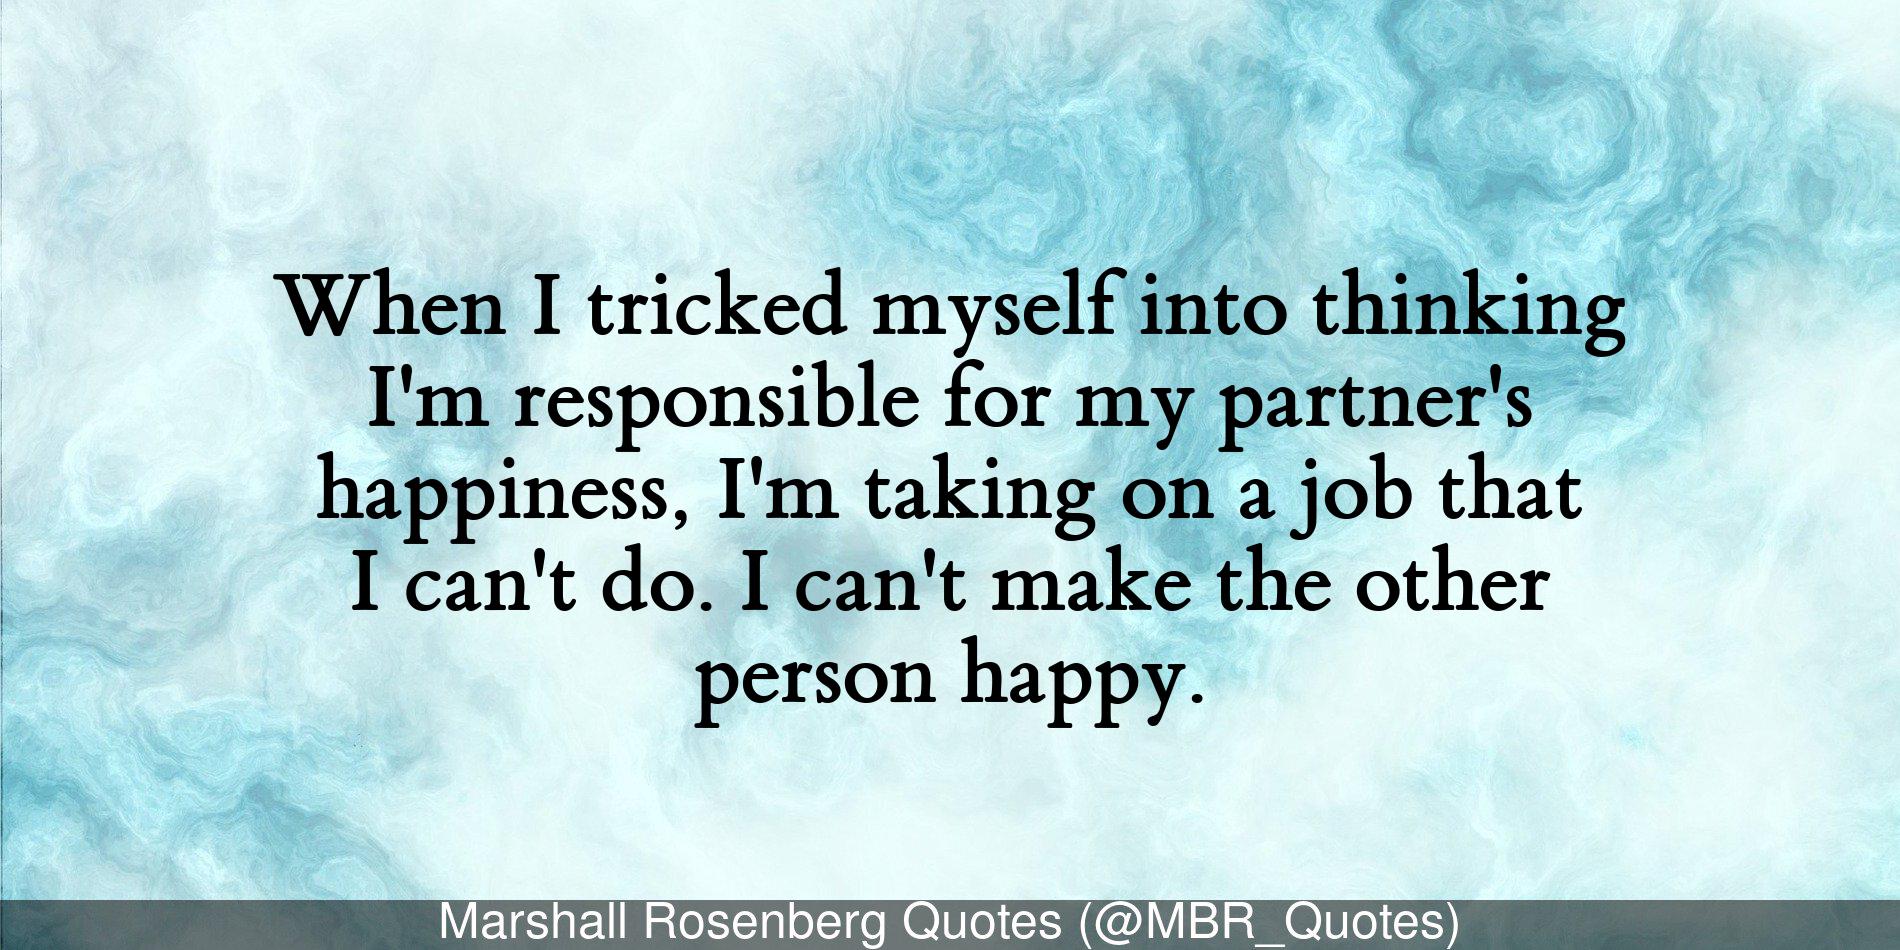 When I tricked myself into thinking
I'm responsible for my partner's
happiness, I'm taking on a job that
I can't do. I can't make the other
person happy.
Marshall Rosenberg Quotes (@MBR_Quotes)